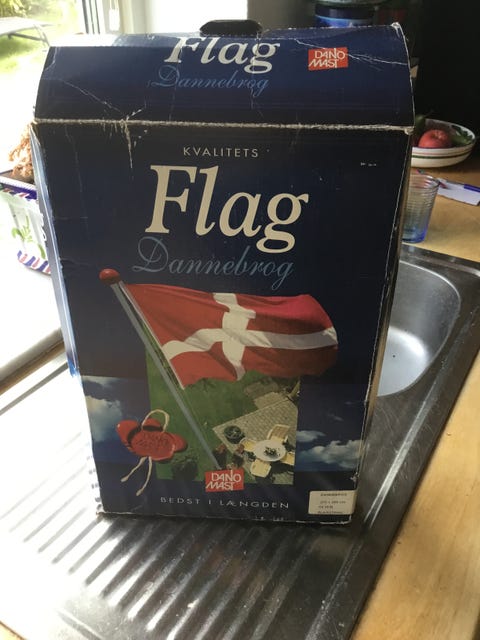 Flag
Dannebrog
DANO
MAST
KVALITETS
Flag
Dannebrog
DANO
MAST
BEDST I LÆNGDEN